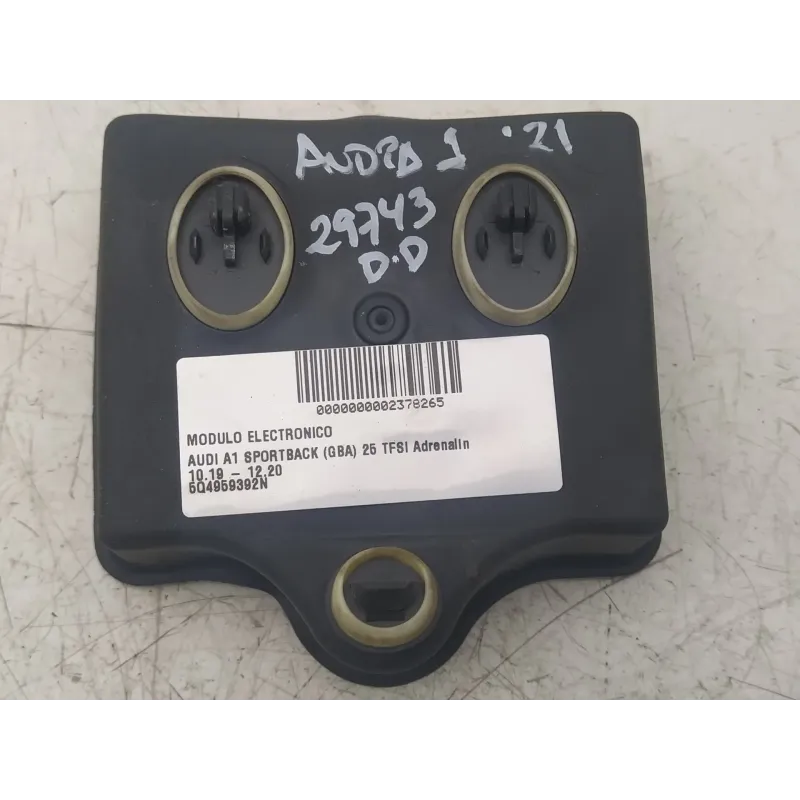 AUDI A 1 '21
29743
D.D
0000000002378265
MODULO ELECTRONICO
AUDI A1 SPORTBACK (GBA) 25 TFSI Adrenalin
10.19 - 12.20
5Q4959392N